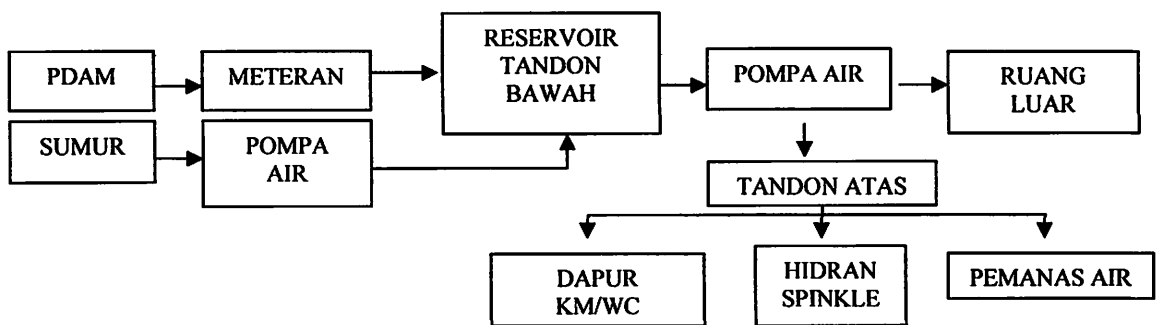 PDAM
METERAN
RESERVOIR
TANDON
BAWAH
POMPA AIR
RUANG
LUAR
SUMUR
POMPA
AIR
TANDON ATAS
DAPUR
KM/WC
HIDRAN
SPINKLE
PEMANAS AIR